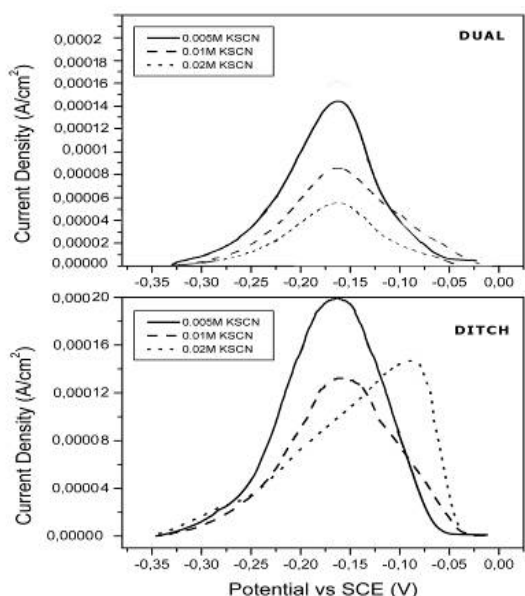 0,0002
0,00016
0,00014
0,00012
0,0001
0,00008
0,00006
0,00004
0,00002
0,00000
Current Density (A/cm²)
0.005M KSCN
0.01M KSCN
0.02M KSCN
DUAL
-0,35 -0,30 -0,25 -0,20 -0,15 -0,10 -0,05 0,00
0,00020
0,00016
0,00012
0,00004
0,00000
Current Density (A/cm²)
0.005M KSCN
0.01M KSCN
0.02M KSCN
DITCH
-0,35 -0,30 -0,25 -0,20 -0,15 -0,10 -0,05 0,00
Potential vs SCE (V)